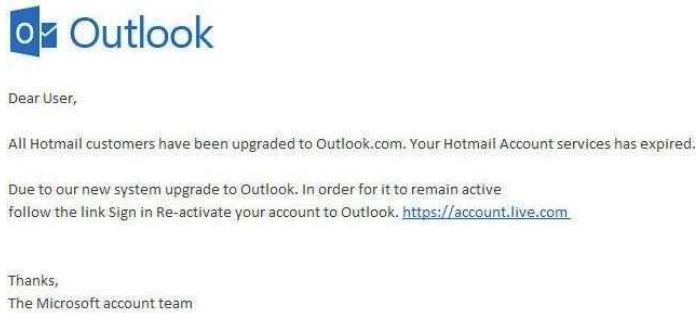 Outlook
Dear User,
All Hotmail customers have been upgraded to Outlook.com. Your Hotmail Account services has expired.
Due to our new system upgrade to Outlook. In order for it to remain active
follow the link Sign in Re-activate your account to Outlook. https://account.live.com
Thanks,
The Microsoft account team